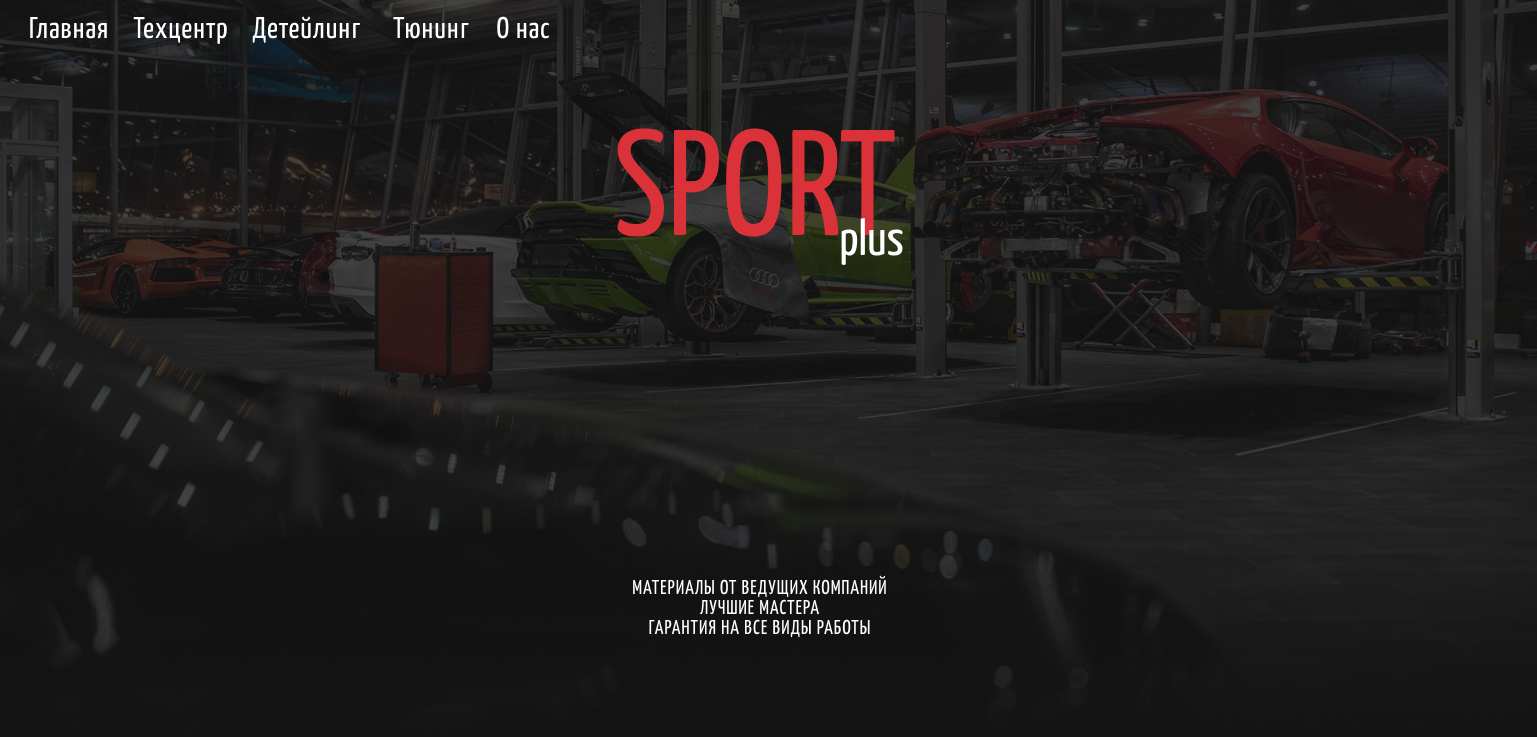 Главная Техцентр Детейлинг Тюнинг О нас
SPORT
plus
МАТЕРИАЛЫ ОТ ВЕДУЩИХ КОМПАНИЙ
ЛУЧШИЕ МАСТЕРА
ГАРАНТИЯ НА ВСЕ ВИДЫ РАБОТЫ